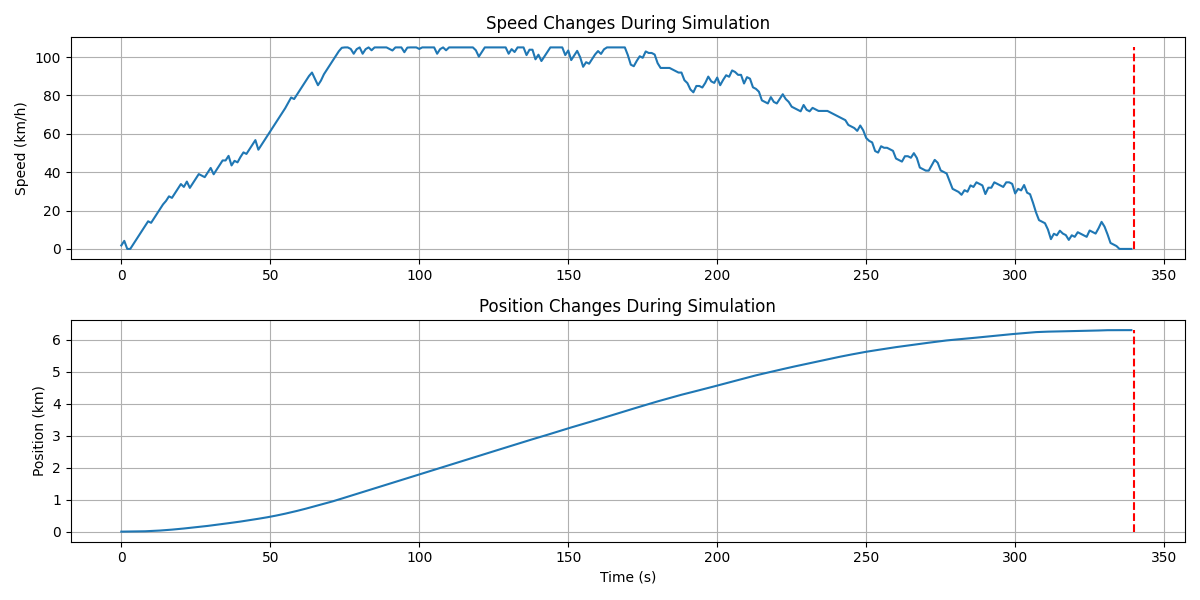 Speed Changes During Simulation
Speed (km/h)
100
80
60
40
20
0
0 50 100 150 200 250 300 350
Position Changes During Simulation
Position (km)
6
5
4
3
2
1
0
0 50 100 150 200 250 300 350
Time (s)